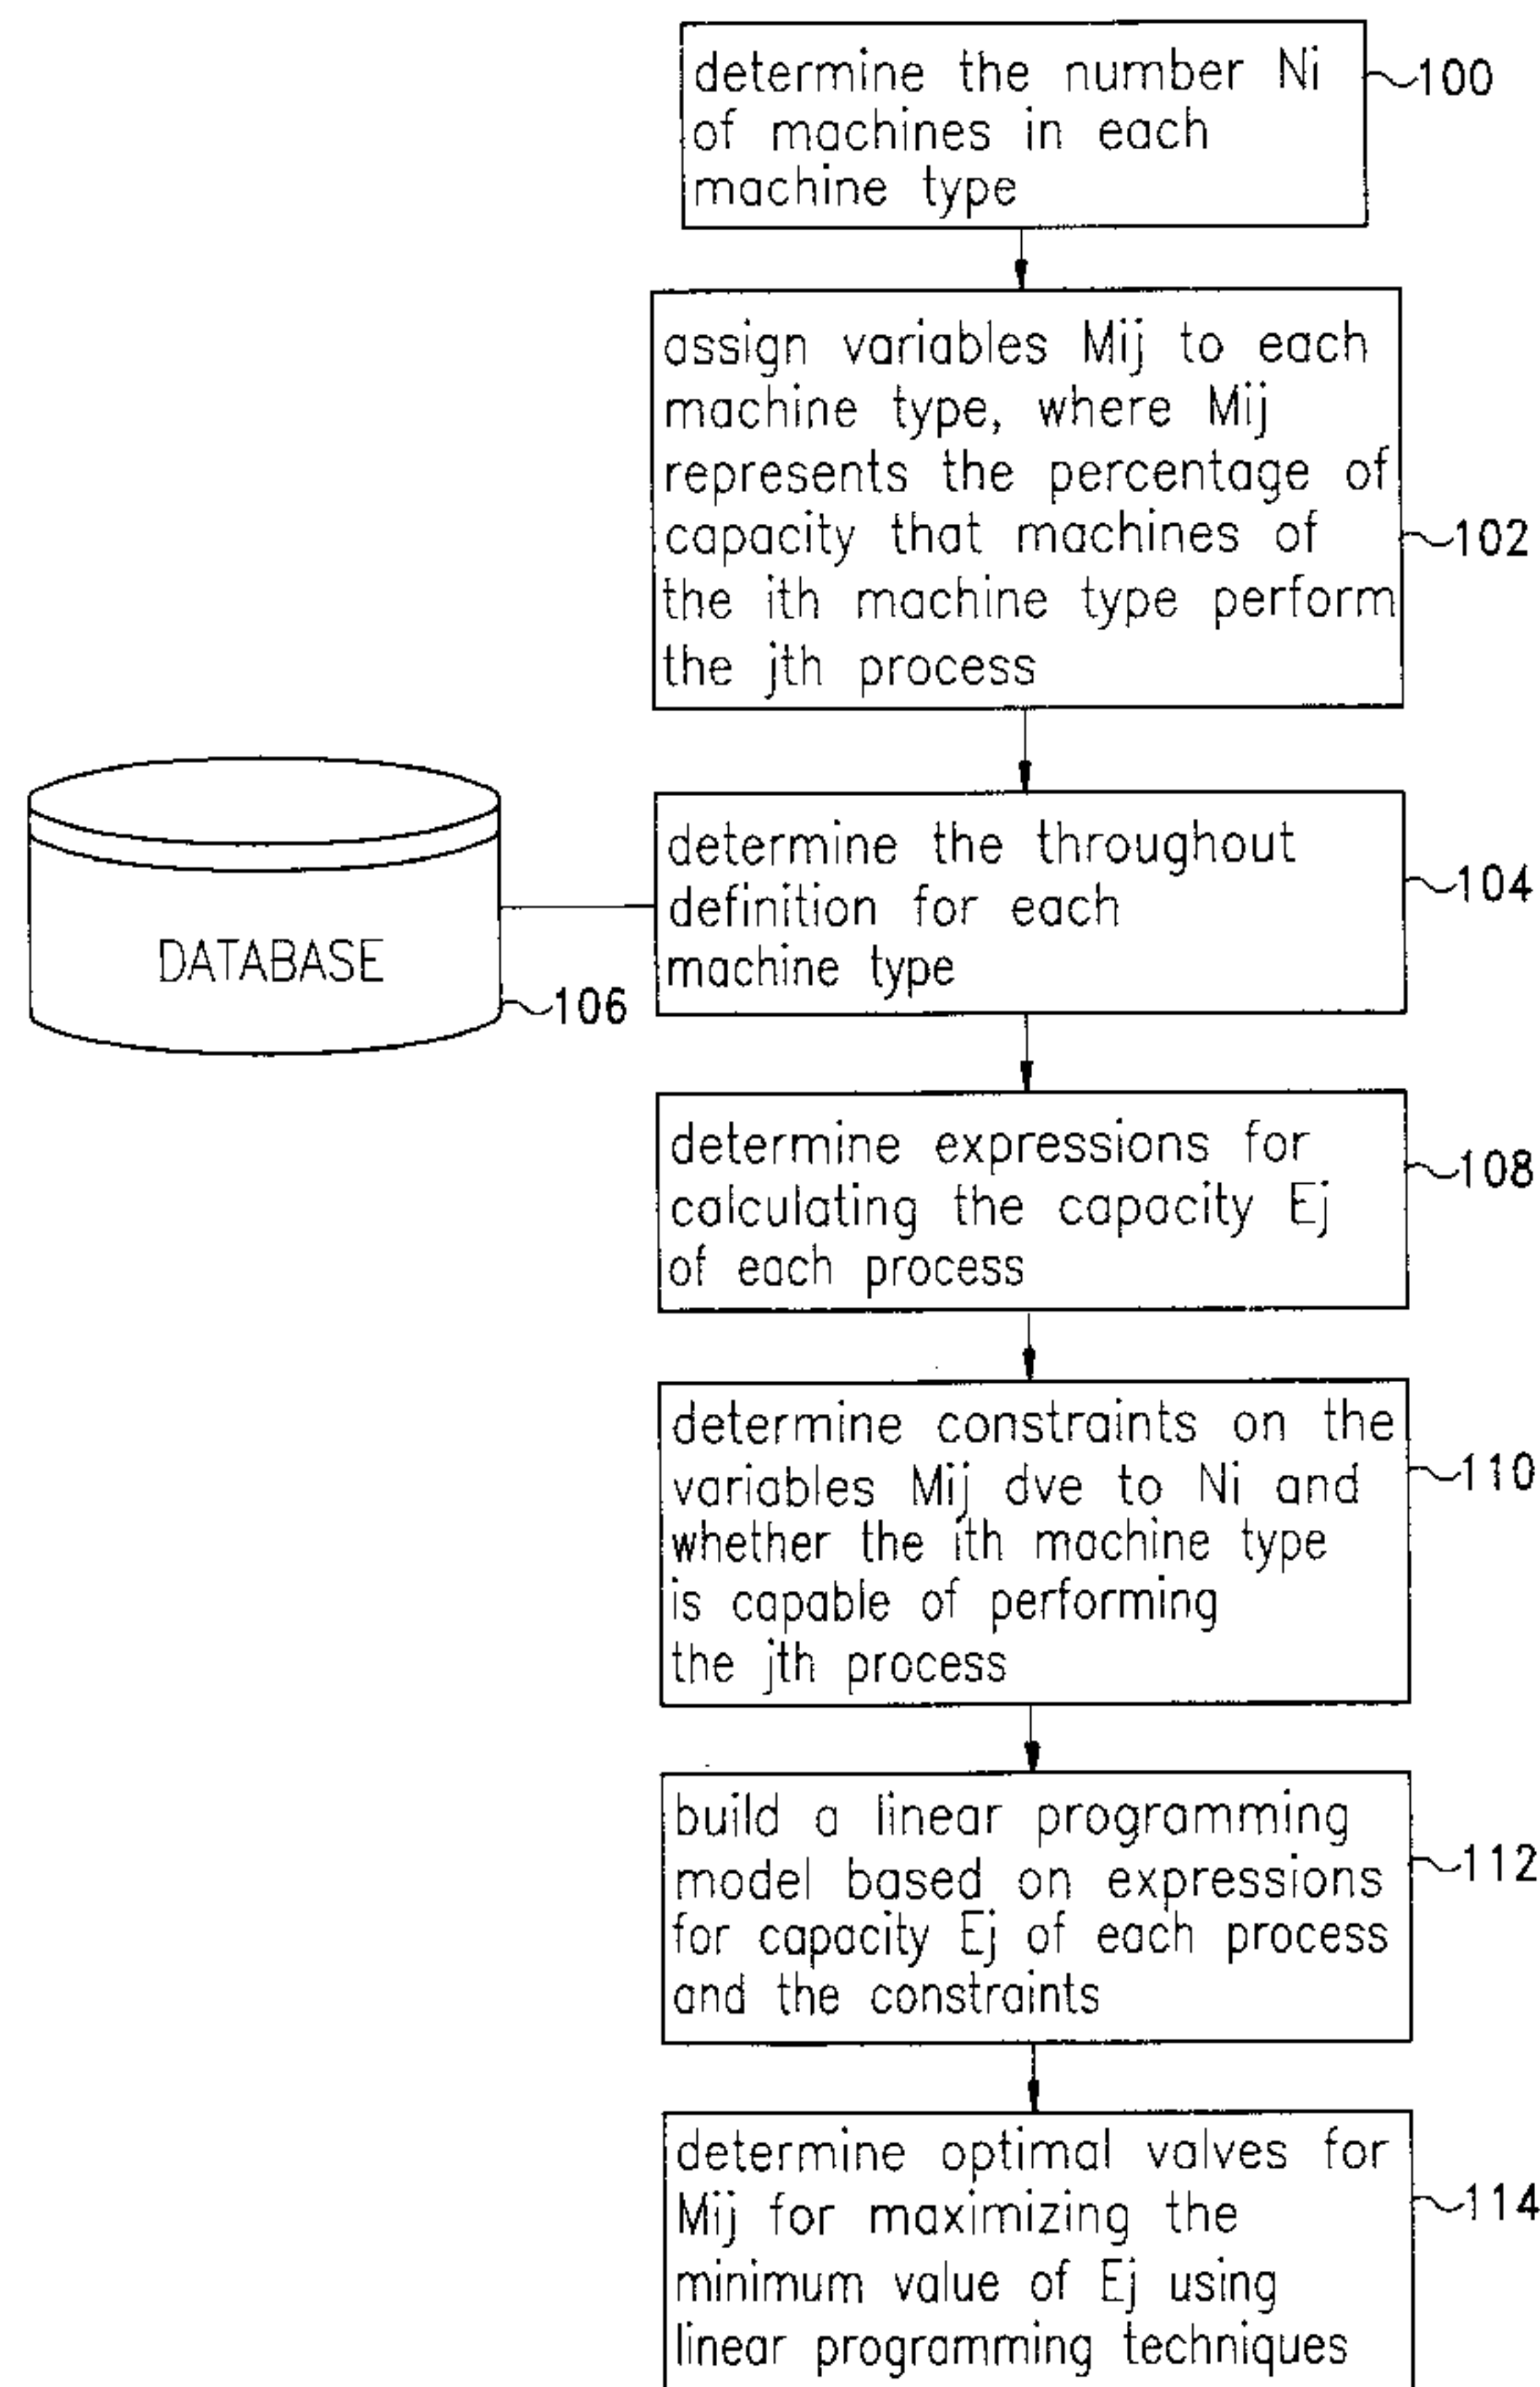 determine the number Ni
of machines in each
machine type
100
assign variables Mij to each
machine type, where Mij
represents the percentage of
capacity that machines of
the ith machine type perform
the jth process
102
determine the throughout
definition for each
machine type
104
DATABASE
106
determine expressions for
calculating the capacity Ej
of each process
108
determine constraints on the
variables Mij dve to Ni and
whether the ith machine type
is capable of performing
the jth process
110
build a linear programming
model based on expressions
for capacity Ej of each process
and the constraints
112
determine optimal valves for
Mij for maximizing the
minimum value of Ej using
linear programming techniques
114